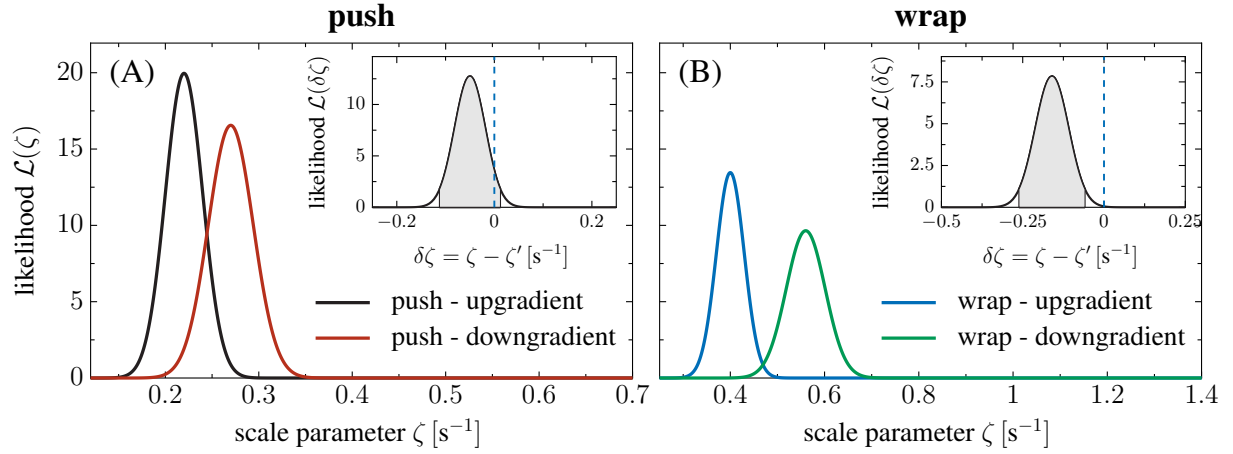 push
wrap
(A)
likelihood ℒ(ζ)
20
15
10
5
0
0.2
0.3
0.4
0.5
0.6
0.7
scale parameter ζ [s⁻¹]
likelihood ℒ(δζ)
10
5
0
−0.2
0
0.2
δζ = ζ − ζ′ [s⁻¹]
push - upgradient
push - downgradient
(B)
0.4
0.6
0.8
1
1.2
1.4
scale parameter ζ [s⁻¹]
likelihood ℒ(δζ)
7.5
5
2.5
0
−0.5
−0.25
0
0.25
δζ = ζ − ζ′ [s⁻¹]
wrap - upgradient
wrap - downgradient